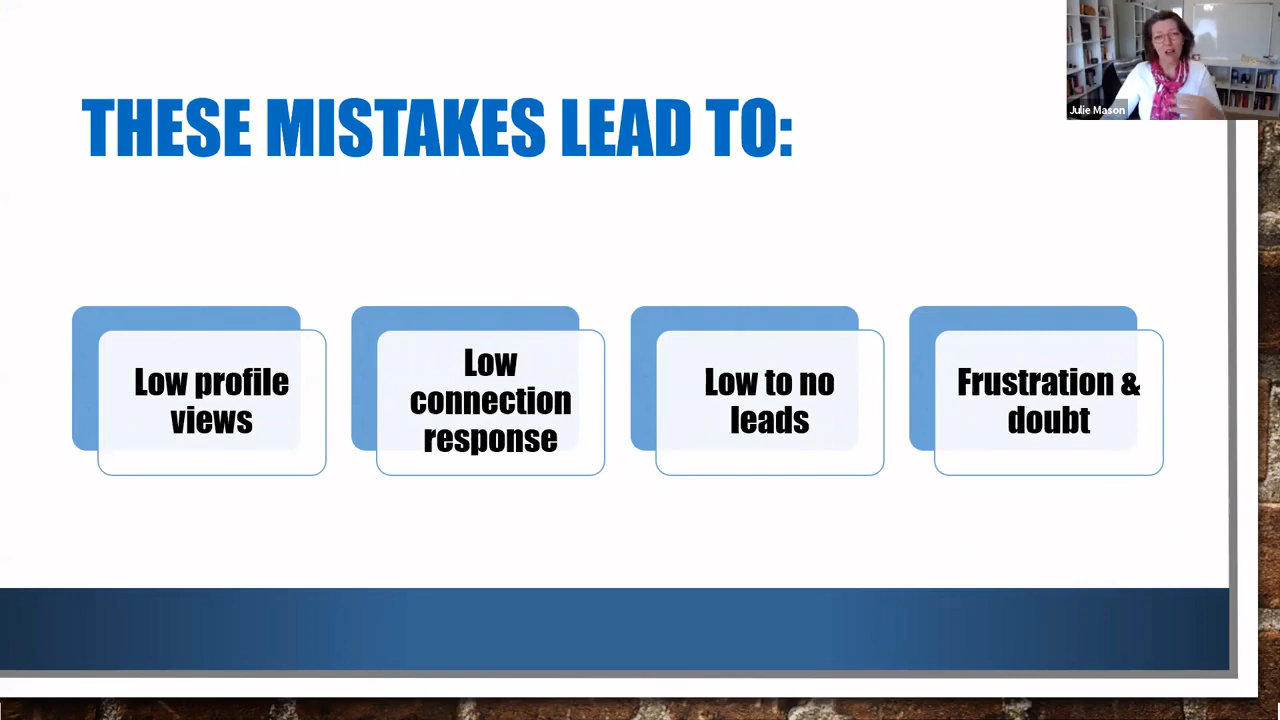 THESE MISTAKES LEAD TO:
Julie Mason
Low profile
views
Low
connection
response
Low to no
leads
Frustration &
doubt